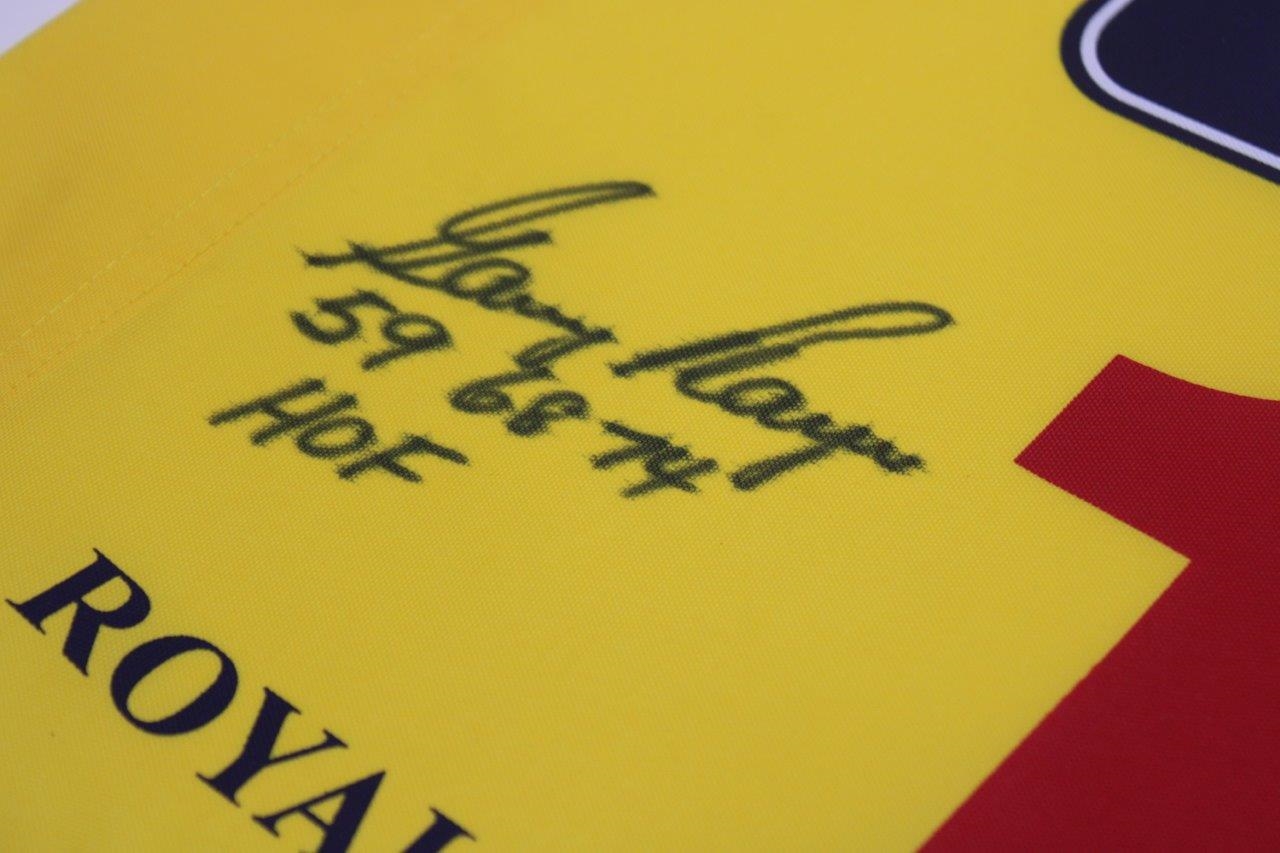 Gary Player
59 68 74
HOF
ROYAL